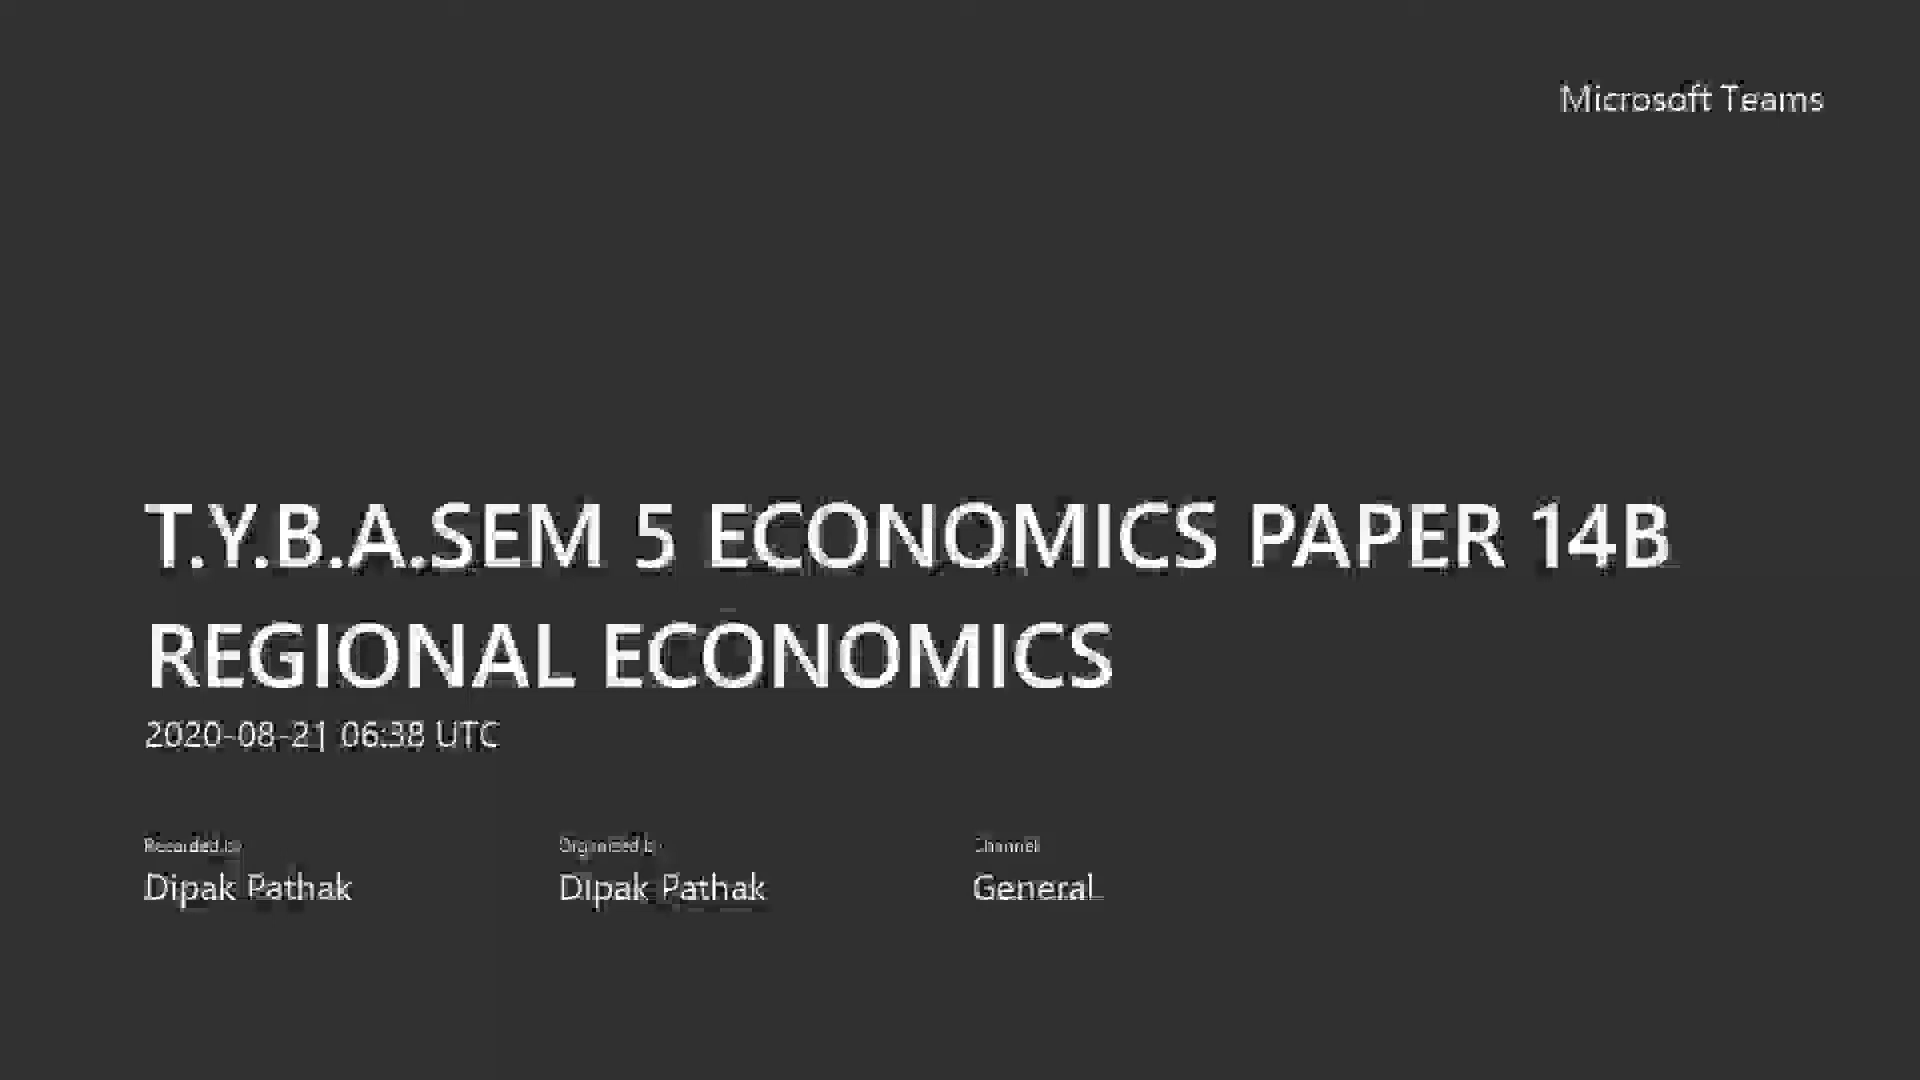 Microsoft Teams
T.Y.B.A.SEM 5 ECONOMICS PAPER 14B
REGIONAL ECONOMICS
2020-08-21 06:38 UTC
Recorded by
Organized by
Channel
Dipak Pathak
Dipak Pathak
General